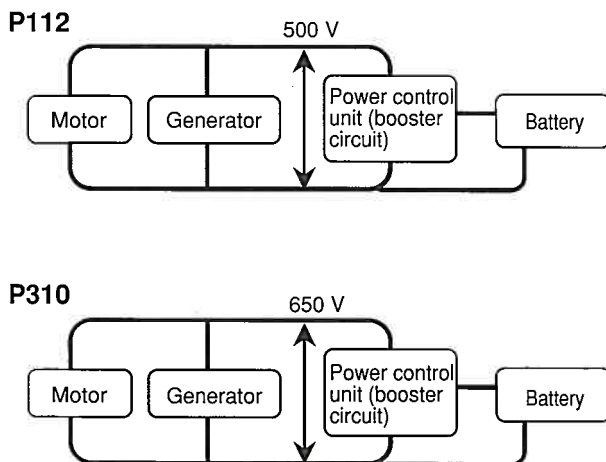 P112
500 V
Motor
Generator
Power control
unit (booster
circuit)
Battery
P310
650 V
Motor
Generator
Power control
unit (booster
circuit)
Battery